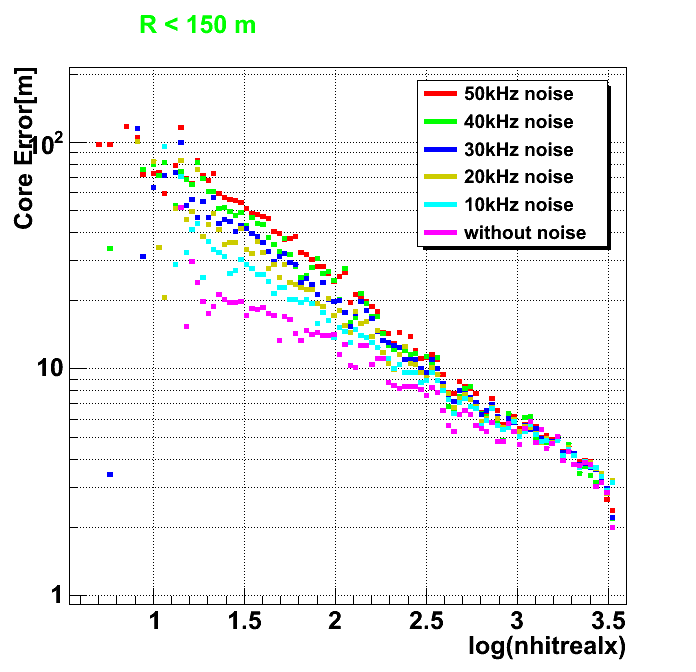 R < 150 m
Core Error[m]
10²
10
1
50kHz noise
40kHz noise
30kHz noise
20kHz noise
10kHz noise
without noise
1 1.5 2 2.5 3 3.5
log(nhitrealx)